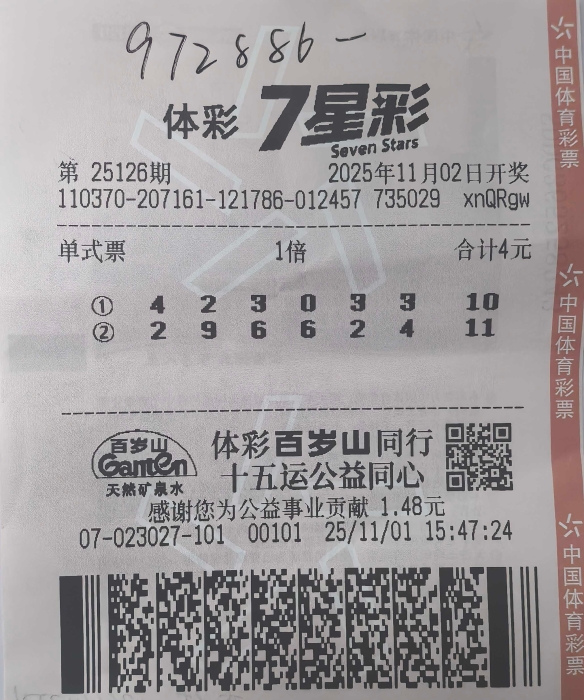 972886-
体彩 7星彩
Seven Stars
第 25126期 2025年11月02日开奖
110370-207161-121786-012457 735029 xnQRgw
单式票 1倍 合计4元
① 4 2 3 0 3 3 10
② 2 9 6 6 2 4 11
百岁山
Ganten
天然矿泉水
体彩百岁山同行
十五运公益同心
感谢您为公益事业贡献 1.48元
07-023027-101 00101 25/11/01 15:47:24
中国体育彩票
中国体育彩票
中国体育彩票